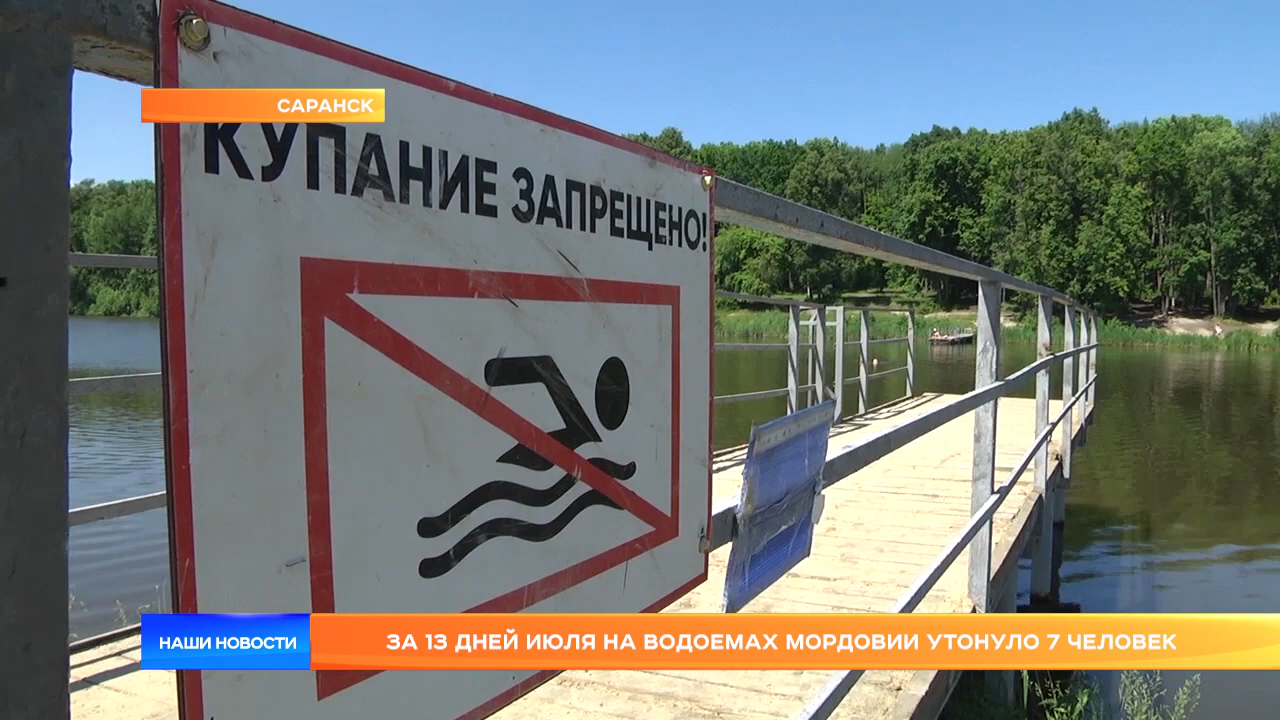 САРАНСК
КУПАНИЕ ЗАПРЕЩЕНО!
НАШИ НОВОСТИ
ЗА 13 ДНЕЙ ИЮЛЯ НА ВОДОЕМАХ МОРДОВИИ УТОНУЛО 7 ЧЕЛОВЕК